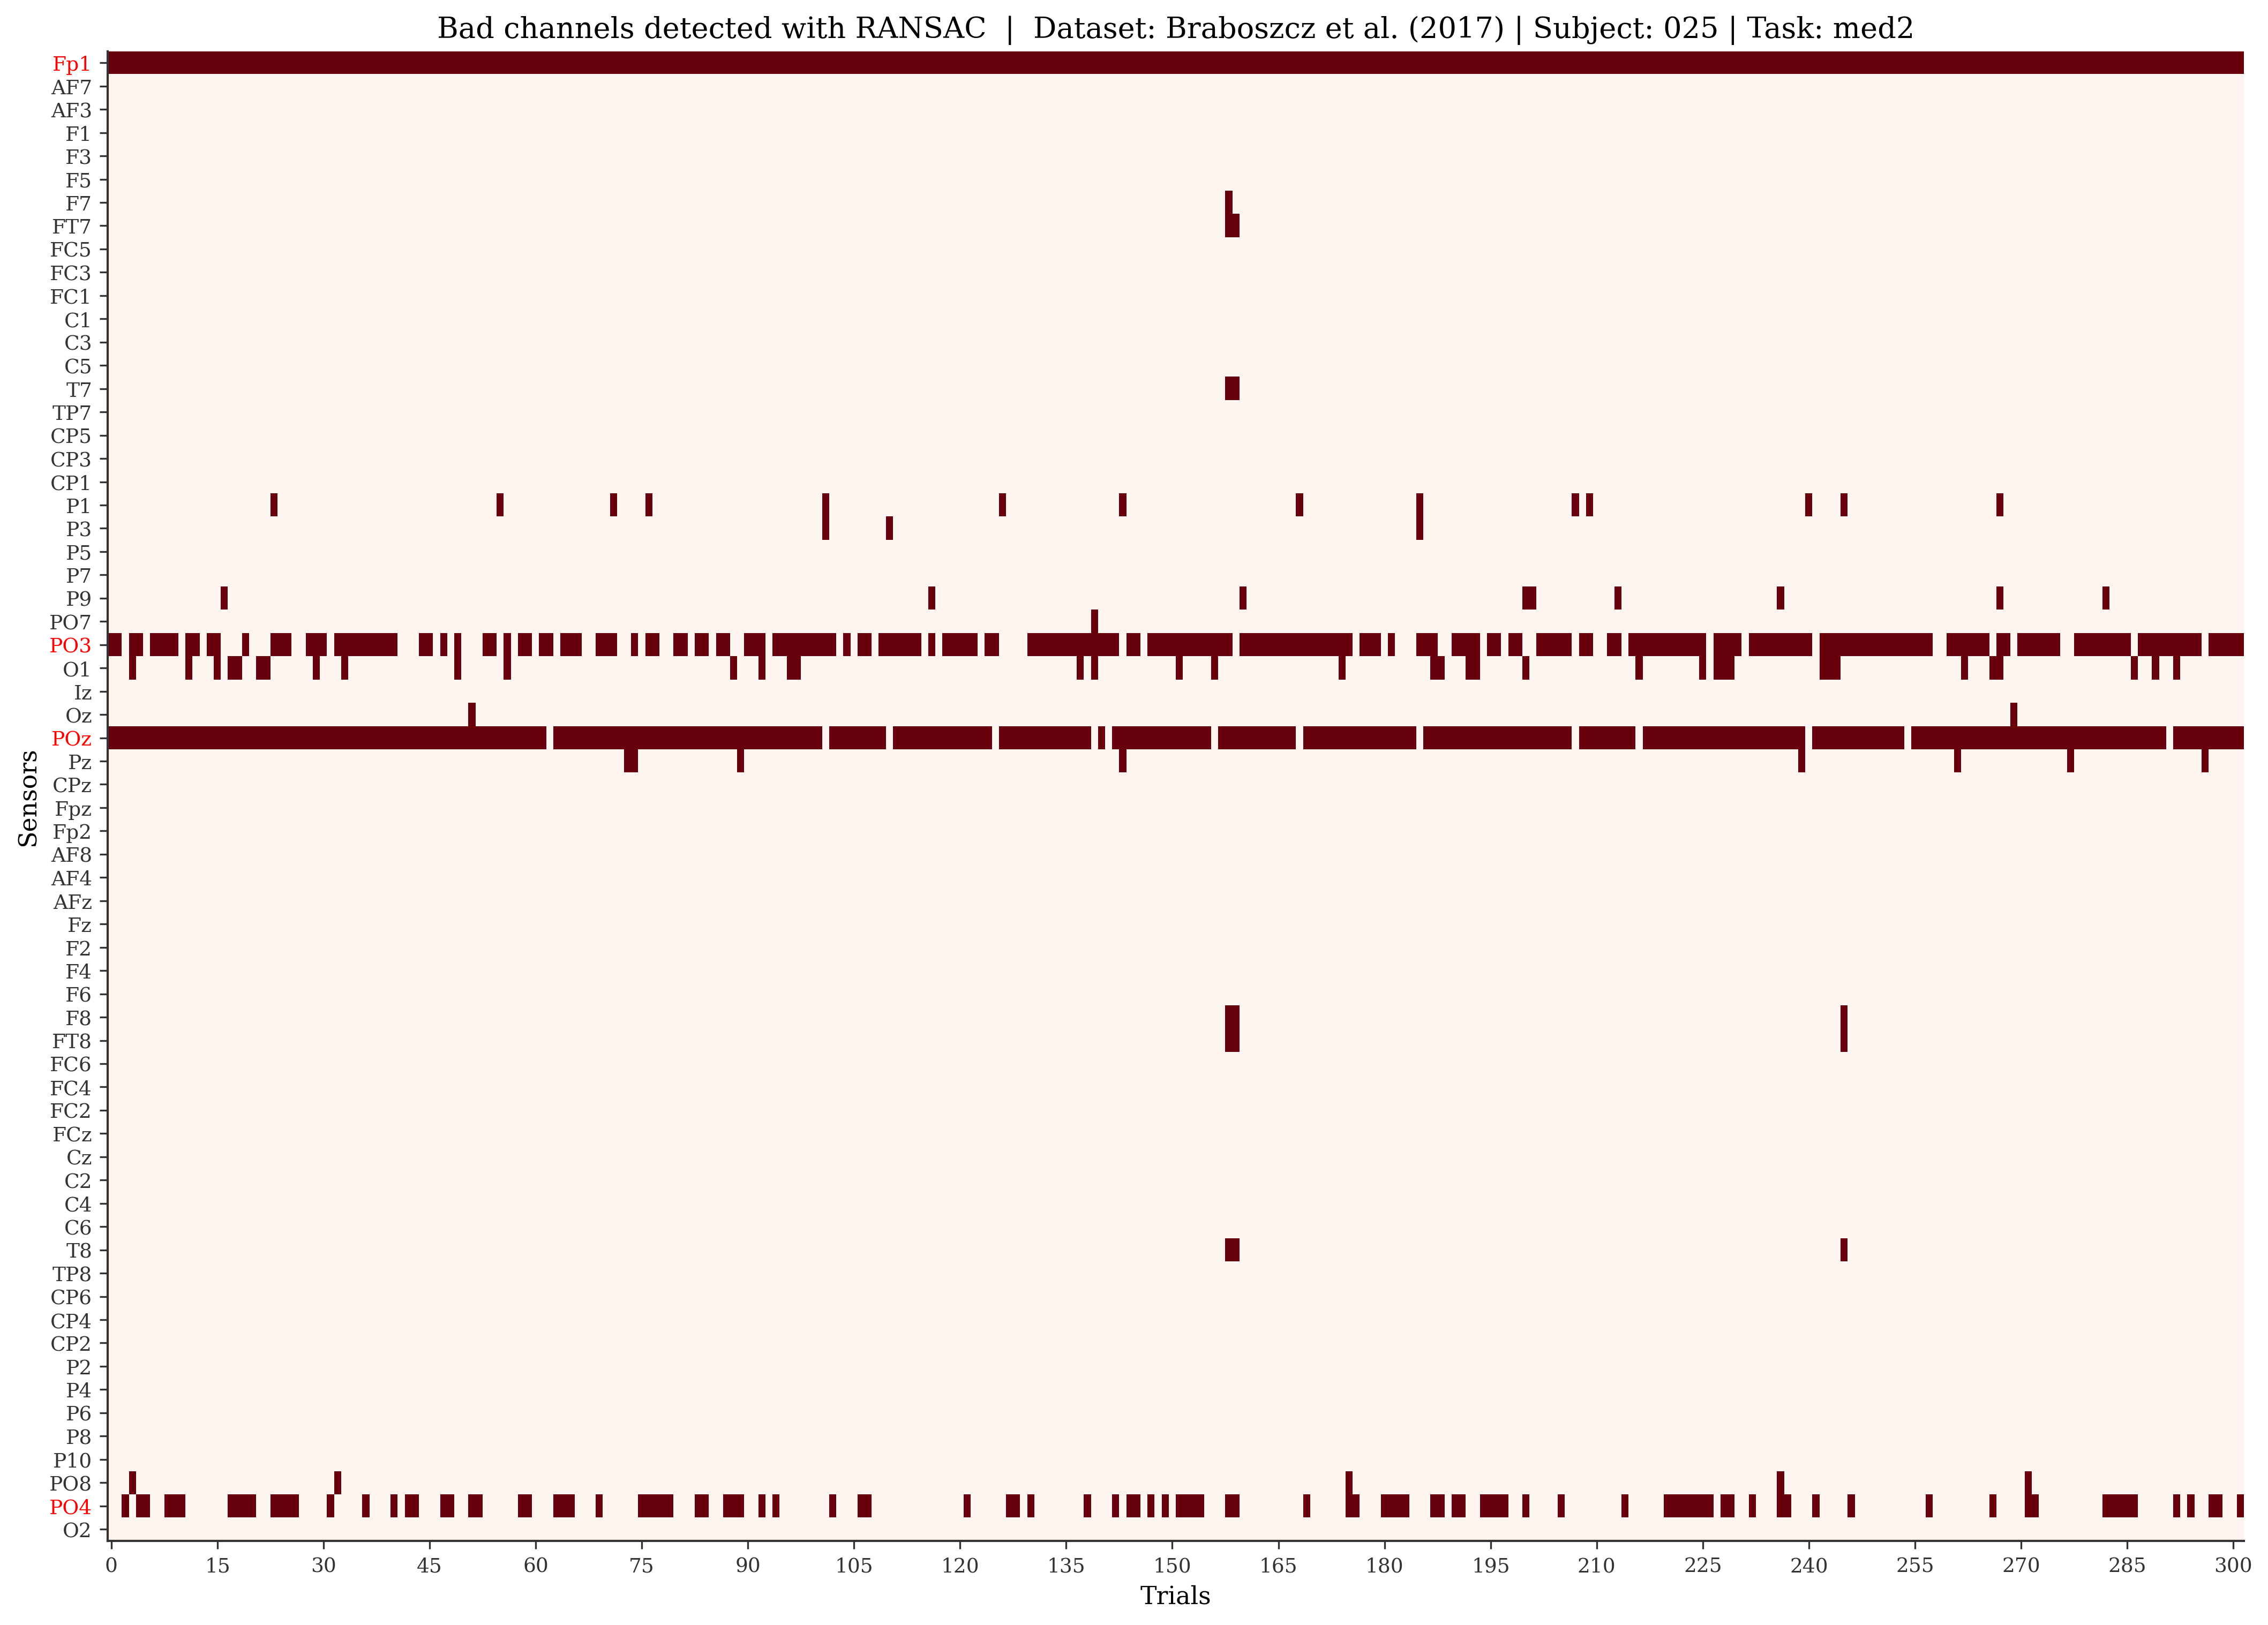 Bad channels detected with RANSAC | Dataset: Braboszcz et al. (2017) | Subject: 025 | Task: med2
Sensors
Fp1
AF7
AF3
F1
F3
F5
F7
FT7
FC5
FC3
FC1
C1
C3
C5
T7
TP7
CP5
CP3
CP1
P1
P3
P5
P7
P9
PO7
PO3
O1
Iz
Oz
POz
Pz
CPz
Fpz
Fp2
AF8
AF4
AFz
Fz
F2
F4
F6
F8
FT8
FC6
FC4
FC2
FCz
Cz
C2
C4
C6
T8
TP8
CP6
CP4
CP2
P2
P4
P6
P8
P10
PO8
PO4
O2
0 15 30 45 60 75 90 105 120 135 150 165 180 195 210 225 240 255 270 285 300
Trials